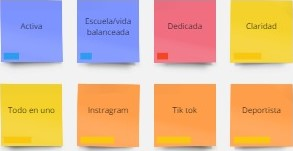 Activa
Escuela/vida
balanceada
Dedicada
Claridad
Todo en uno
Instragram
Tik tok
Deportista